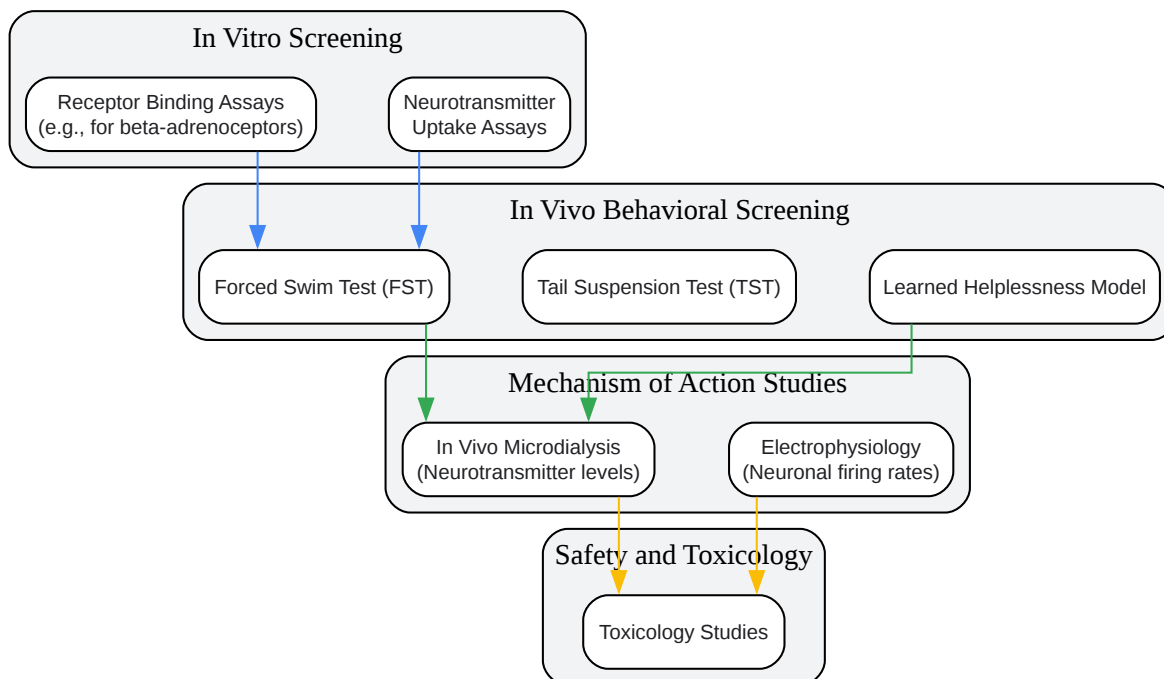 In Vitro Screening
Receptor Binding Assays
(e.g., for beta-adrenoceptors)
Neurotransmitter
Uptake Assays
In Vivo Behavioral Screening
Forced Swim Test (FST)
Tail Suspension Test (TST)
Learned Helplessness Model
Mechanism of Action Studies
In Vivo Microdialysis
(Neurotransmitter levels)
Electrophysiology
(Neuronal firing rates)
Safety and Toxicology
Toxicology Studies